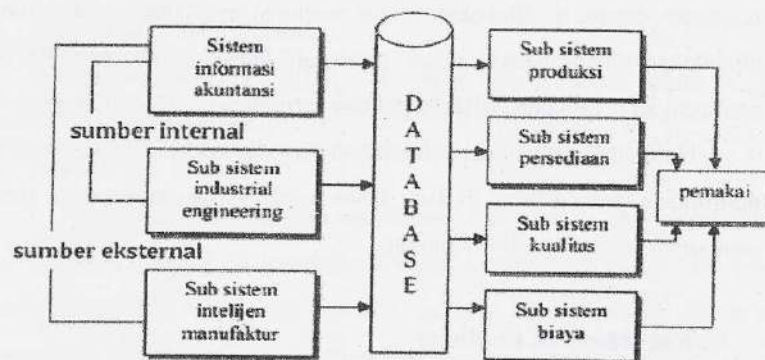 Sistem
informasi
akuntansi
sumber internal
Sub sistem
industrial
engineering
sumber eksternal
Sub sistem
intelijen
manufaktur
DATABASE
Sub sistem
produksi
Sub sistem
persediaan
Sub sistem
kualitas
Sub sistem
biaya
pemakai